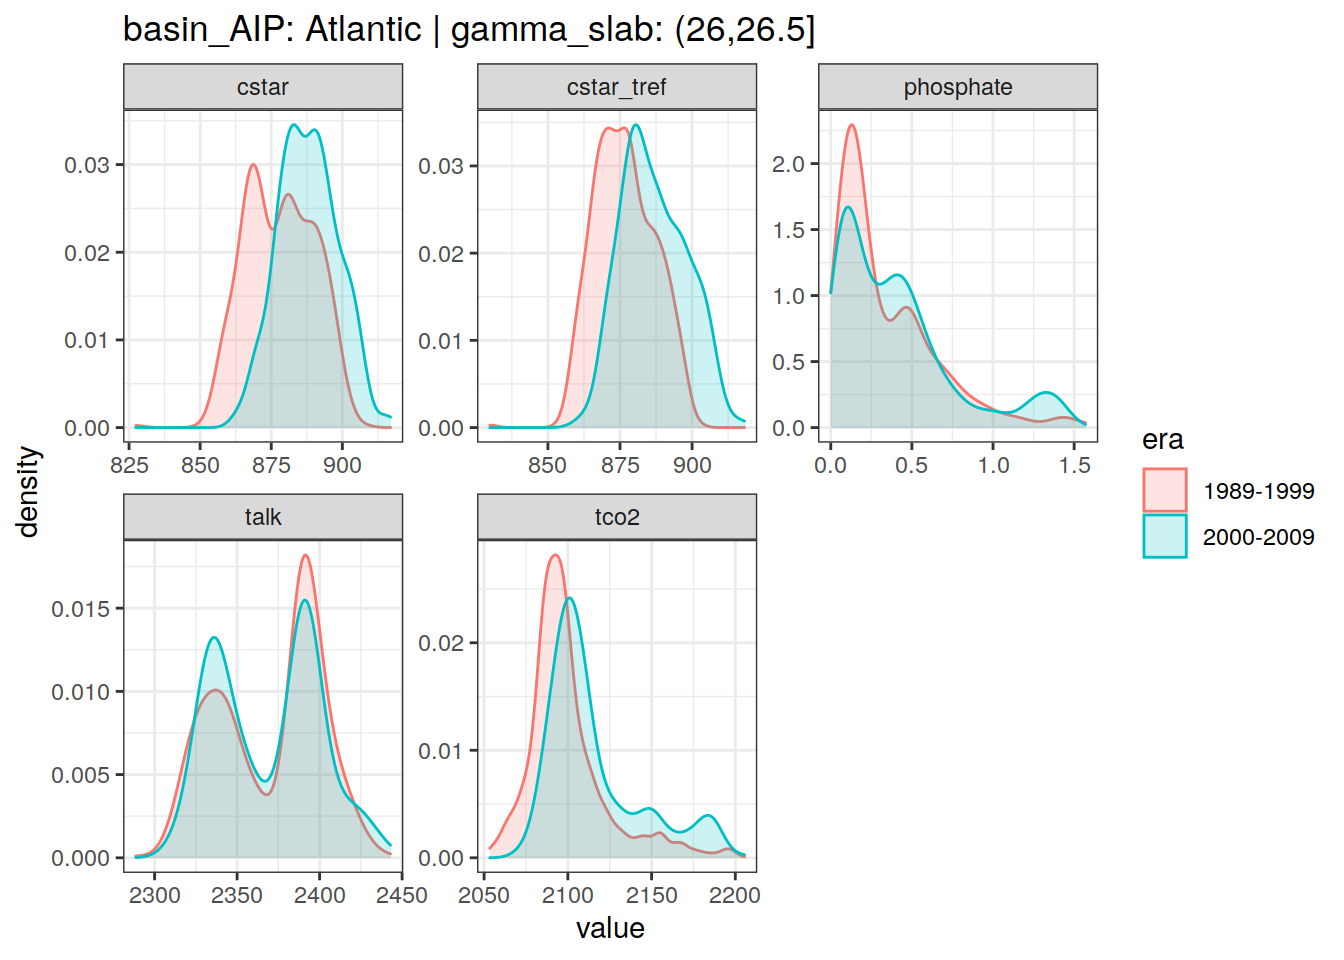 basin_AIP: Atlantic | gamma_slab: (26,26.5]
cstar
cstar_tref
phosphate
0.03
0.02
0.01
0.00
825 850 875 900
0.03
0.02
0.01
0.00
850 875 900
2.0
1.5
1.0
0.5
0.0
0.0 0.5 1.0 1.5
talk
tco2
0.015
0.010
0.005
0.000
2300 2350 2400 2450
0.02
0.01
0.00
2050 2100 2150 2200
density
value
era
1989-1999
2000-2009